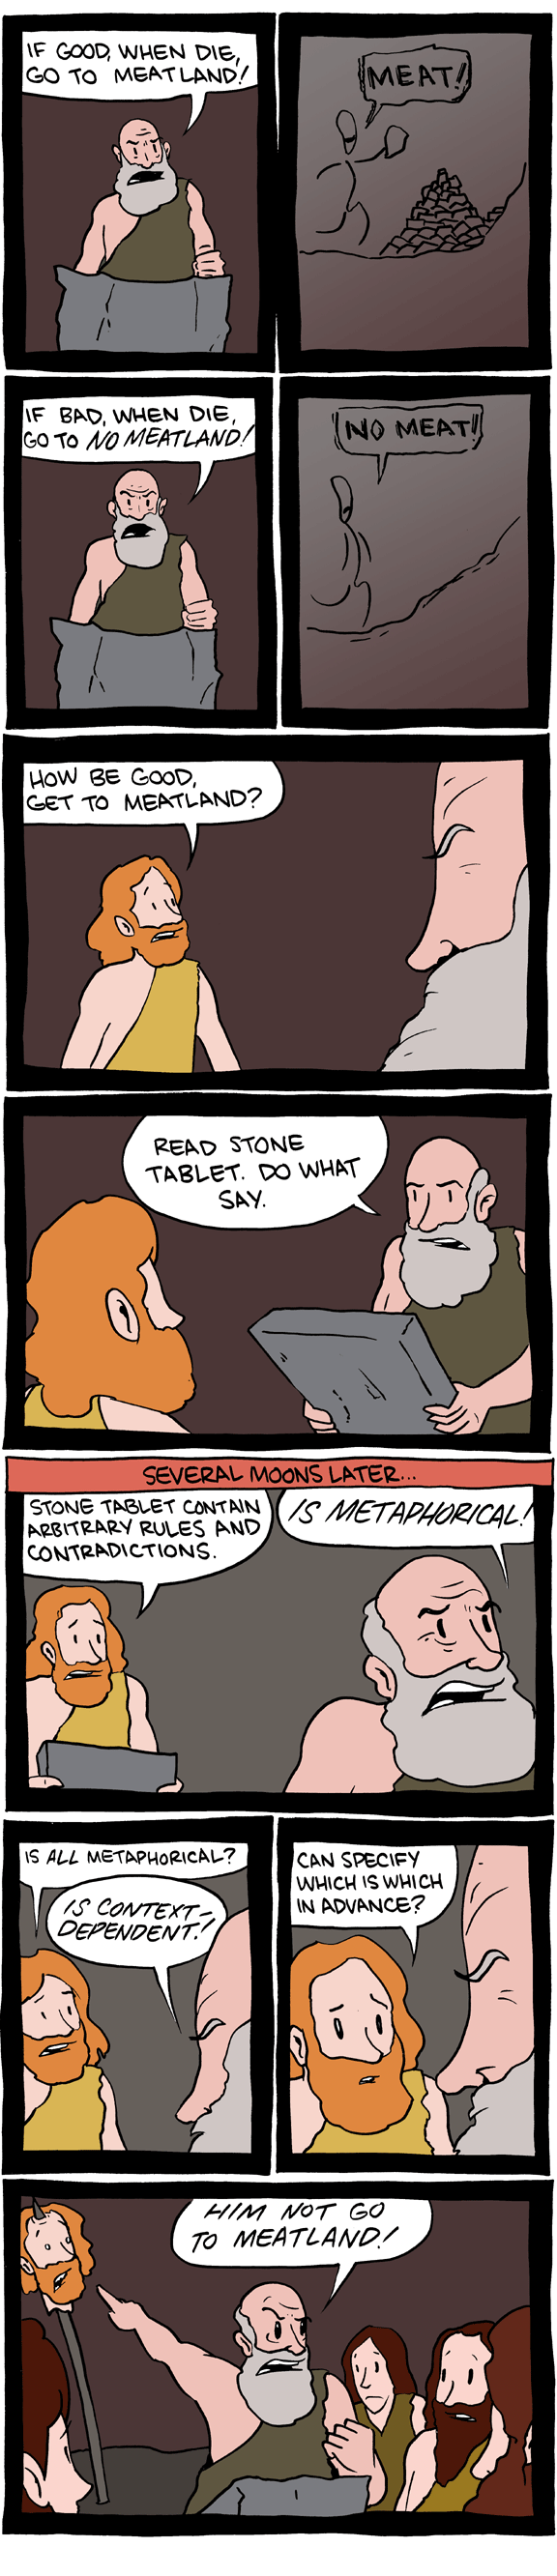 IF GOOD, WHEN DIE,
GO TO MEATLAND!
MEAT!
IF BAD, WHEN DIE,
GO TO NO MEATLAND!
NO MEAT!
HOW BE GOOD,
GET TO MEATLAND?
READ STONE
TABLET. DO WHAT
SAY.
SEVERAL MOONS LATER...
STONE TABLET CONTAIN
ARBITRARY RULES AND
CONTRADICTIONS.
IS METAPHORICAL!
IS ALL METAPHORICAL?
IS CONTEXT-
DEPENDENT!
CAN SPECIFY
WHICH IS WHICH
IN ADVANCE?
HIM NOT GO
TO MEATLAND!